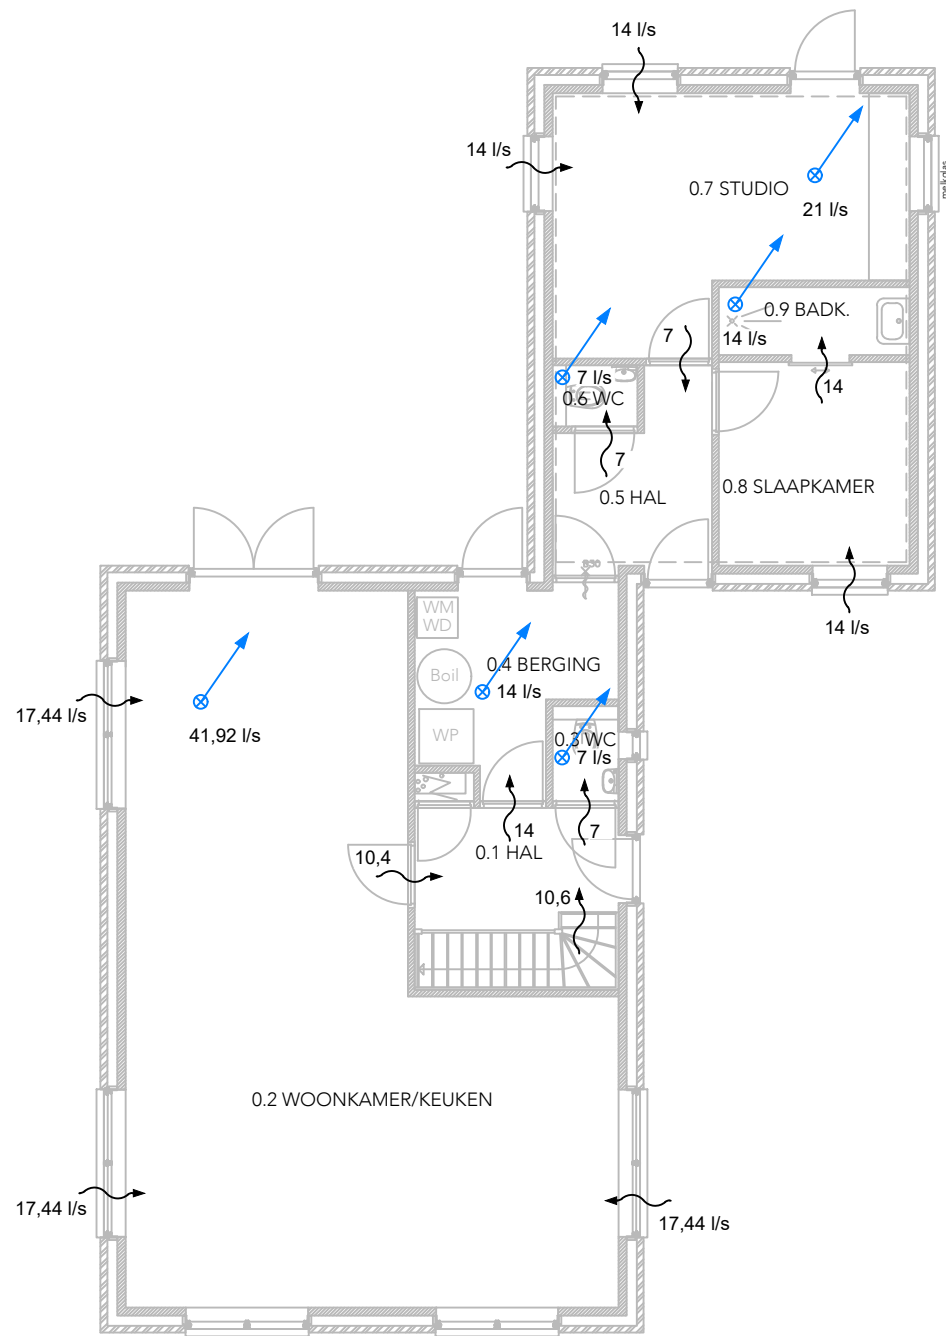 14 l/s
14 l/s
melkglas
0.7 STUDIO
21 l/s
0.9 BADK.
14 l/s
7
7 l/s
0.6 WC
14
7
0.5 HAL
0.8 SLAAPKAMER
830
14 l/s
WM
WD
0.4 BERGING
Boil
14 l/s
17,44 l/s
41,92 l/s
WP
0.3 WC
7 l/s
14
7
0.1 HAL
10,4
10,6
0.2 WOONKAMER/KEUKEN
17,44 l/s
17,44 l/s